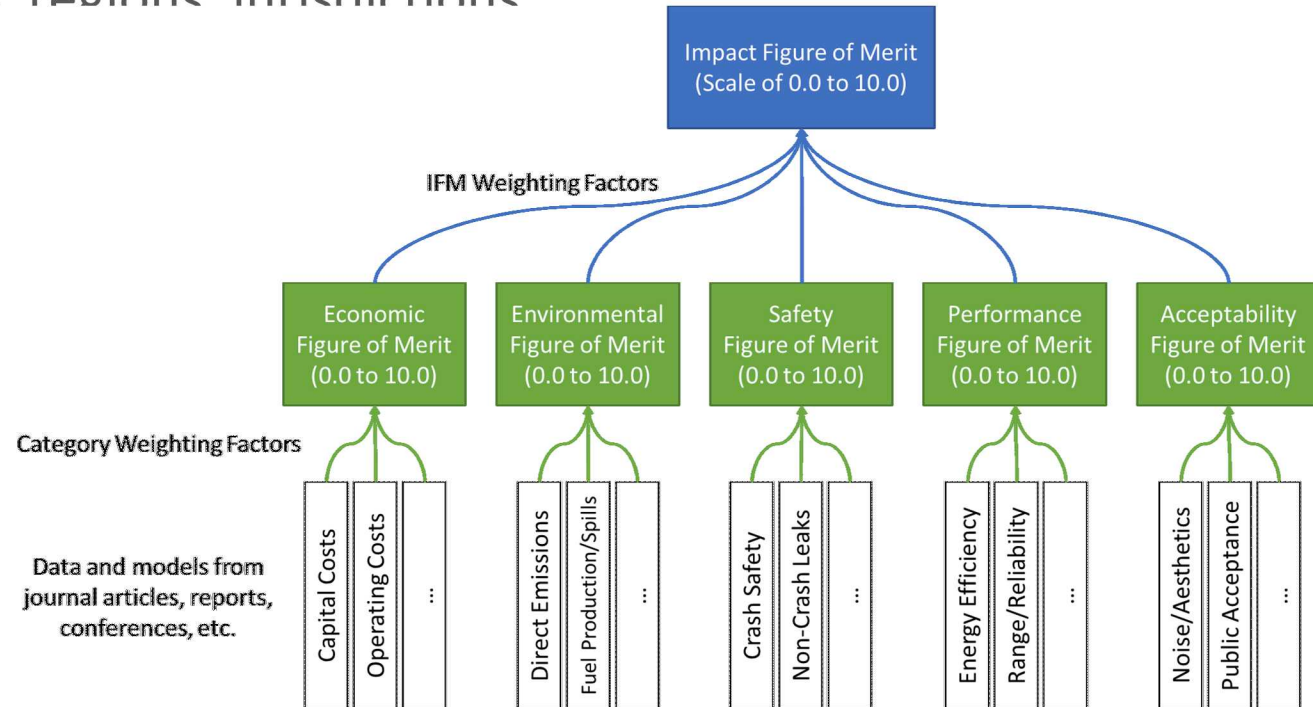 regions, jurisdictions
Impact Figure of Merit
(Scale of 0.0 to 10.0)
IFM Weighting Factors
Economic
Figure of Merit
(0.0 to 10.0)
Environmental
Figure of Merit
(0.0 to 10.0)
Safety
Figure of Merit
(0.0 to 10.0)
Performance
Figure of Merit
(0.0 to 10.0)
Acceptability
Figure of Merit
(0.0 to 10.0)
Category Weighting Factors
Data and models from
journal articles, reports,
conferences, etc.
Capital Costs
Operating Costs
...
Direct Emissions
Fuel Production/Spills
...
Crash Safety
Non-Crash Leaks
...
Energy Efficiency
Range/Reliability
...
Noise/Aesthetics
Public Acceptance
...